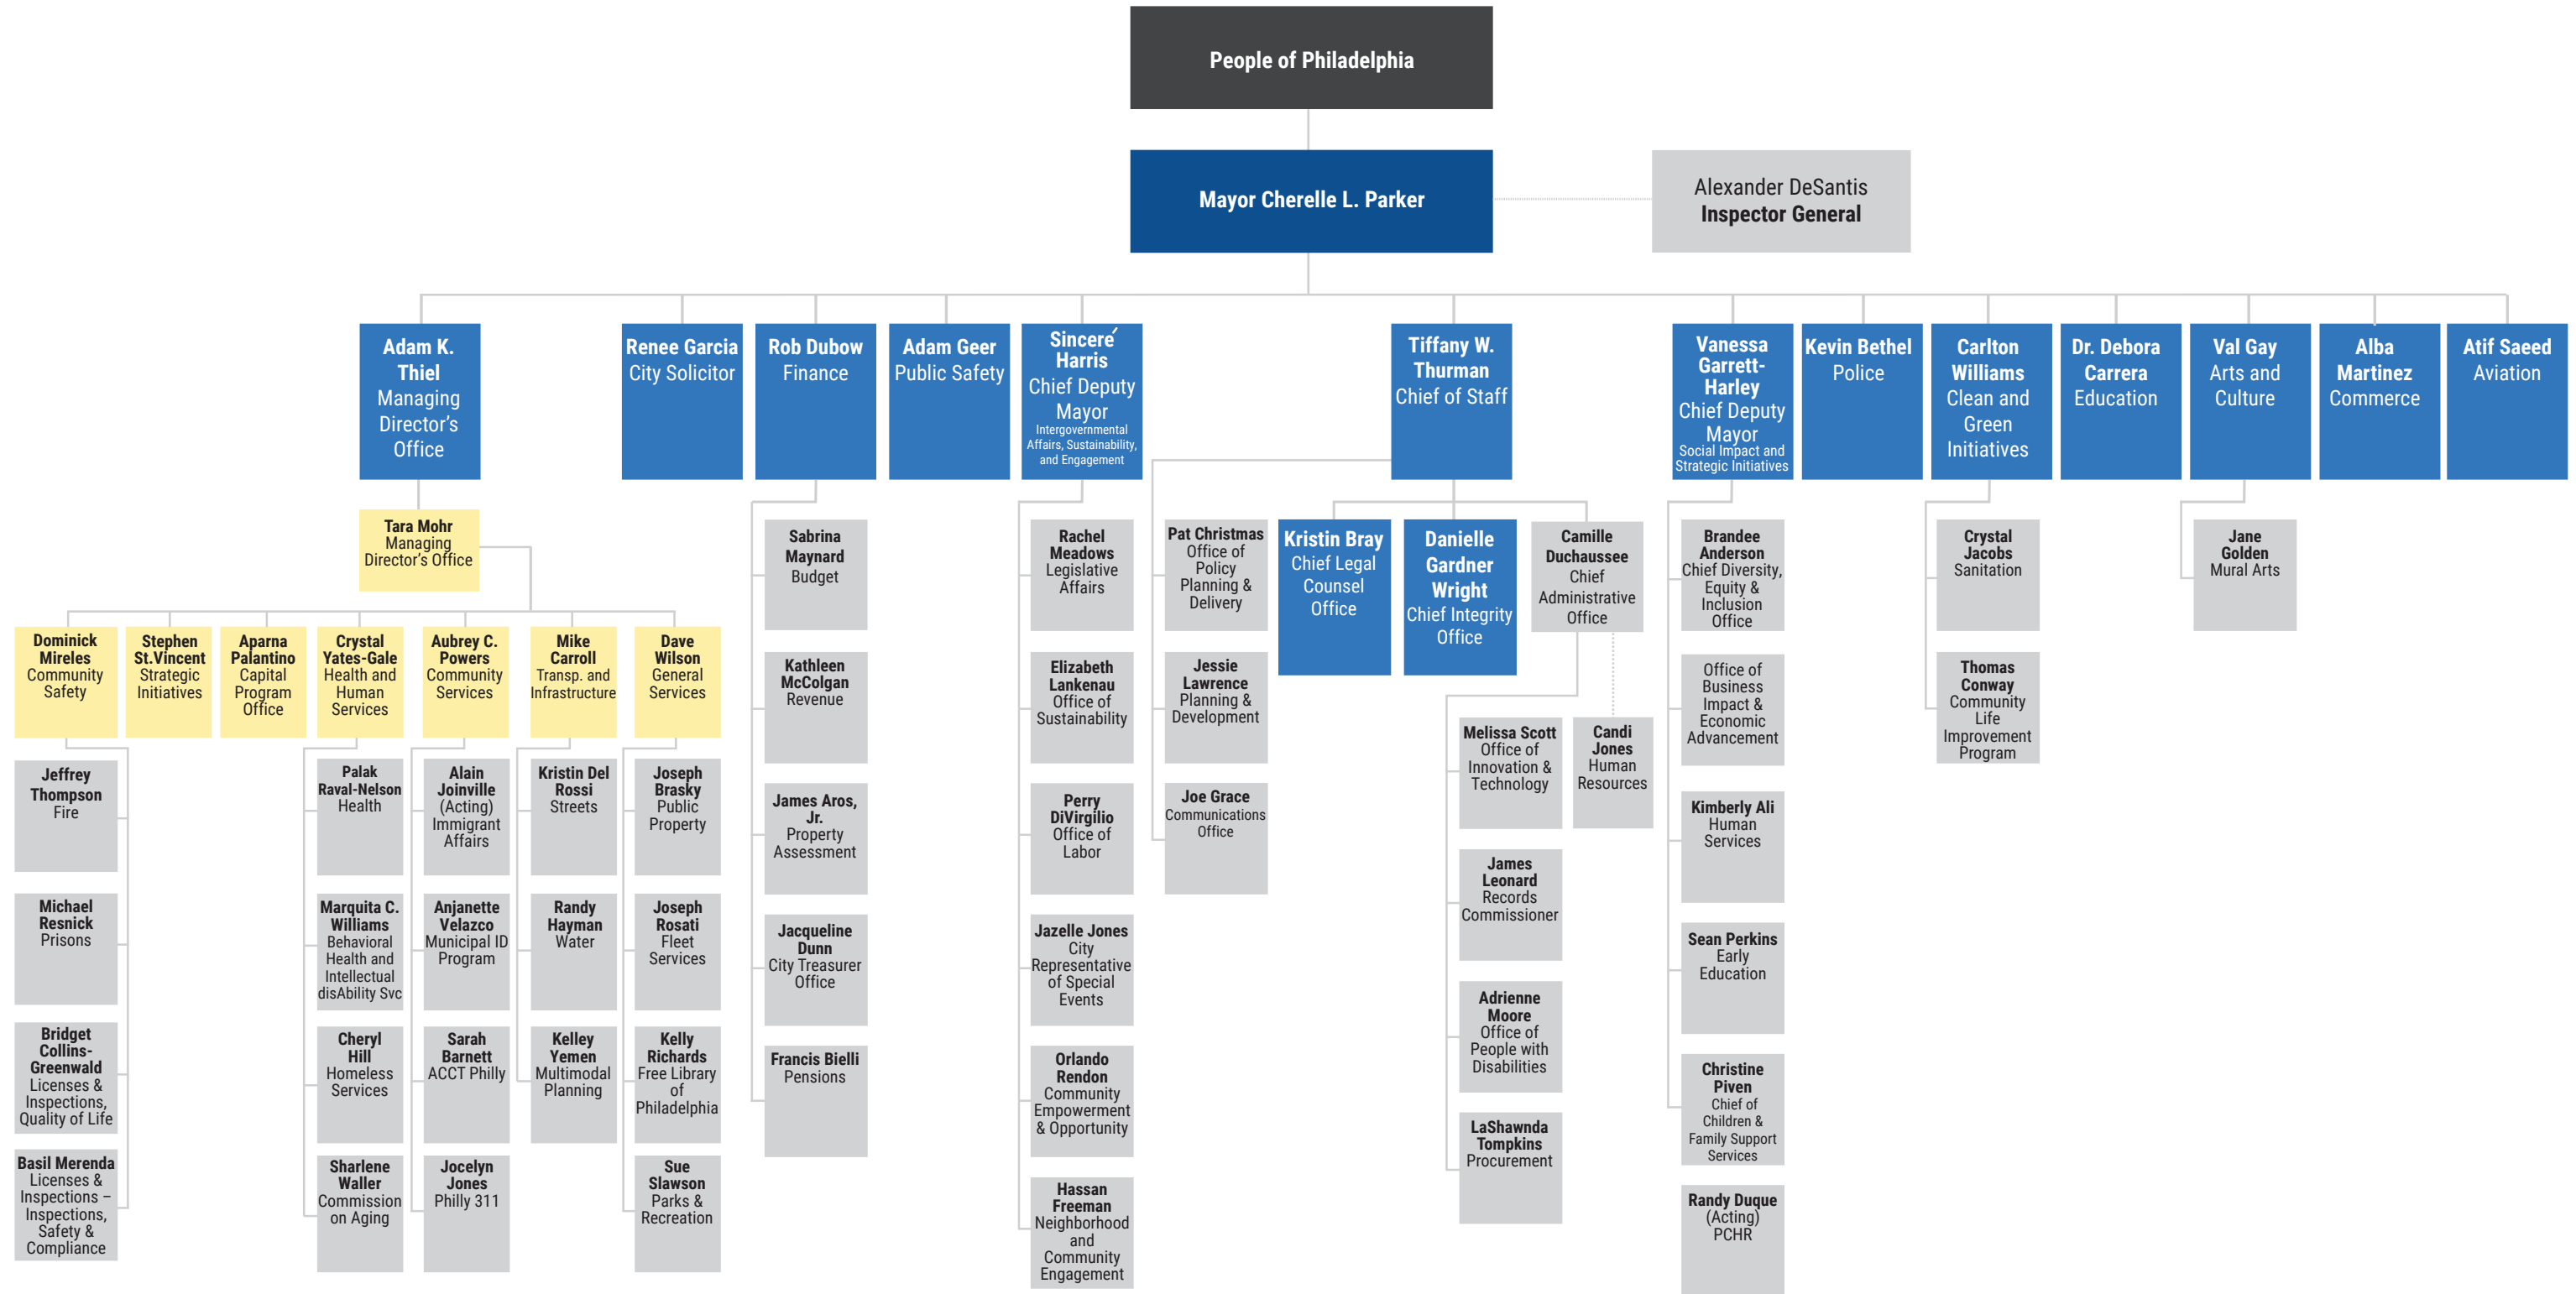 People of Philadelphia
Mayor Cherelle L. Parker
Alexander DeSantis
Inspector General
Adam K.
Thiel
Managing
Director's
Office
Renee Garcia
City Solicitor
Rob Dubow
Finance
Adam Geer
Public Safety
Sinceré
Harris
Chief Deputy
Mayor
Intergovernmental
Affairs, Sustainability,
and Engagement
Tiffany W.
Thurman
Chief of Staff
Vanessa
Garrett-
Harley
Chief Deputy
Mayor
Social Impact and
Strategic Initiatives
Kevin Bethel
Police
Carlton
Williams
Clean and
Green
Initiatives
Dr. Debora
Carrera
Education
Val Gay
Arts and
Culture
Alba
Martinez
Commerce
Atif Saeed
Aviation
Tara Mohr
Managing
Director's Office
Dominick
Mireles
Community
Safety
Stephen
St.Vincent
Strategic
Initiatives
Aparna
Palantino
Capital
Program
Office
Crystal
Yates-Gale
Health and
Human
Services
Aubrey C.
Powers
Community
Services
Mike
Carroll
Transp. and
Infrastructure
Dave
Wilson
General
Services
Jeffrey
Thompson
Fire
Michael
Resnick
Prisons
Bridget
Collins-
Greenwald
Licenses &
Inspections,
Quality of Life
Basil Merenda
Licenses &
Inspections –
Inspections,
Safety &
Compliance
Palak
Raval-Nelson
Health
Marquita C.
Williams
Behavioral
Health and
Intellectual
disAbility Svc
Cheryl
Hill
Homeless
Services
Sharlene
Waller
Commission
on Aging
Alain
Joinville
(Acting)
Immigrant
Affairs
Anjanette
Velazco
Municipal ID
Program
Sarah
Barnett
ACCT Philly
Jocelyn
Jones
Philly 311
Kristin Del
Rossi
Streets
Randy
Hayman
Water
Kelley
Yemen
Multimodal
Planning
Joseph
Brasky
Public
Property
Joseph
Rosati
Fleet
Services
Kelly
Richards
Free Library
of
Philadelphia
Sue
Slawson
Parks &
Recreation
Sabrina
Maynard
Budget
Kathleen
McColgan
Revenue
James Aros,
Jr.
Property
Assessment
Jacqueline
Dunn
City Treasurer
Office
Francis Bielli
Pensions
Rachel
Meadows
Legislative
Affairs
Elizabeth
Lankenau
Office of
Sustainability
Perry
DiVirgilio
Office of
Labor
Jazelle Jones
City
Representative
of Special
Events
Orlando
Rendon
Community
Empowerment
& Opportunity
Hassan
Freeman
Neighborhood
and
Community
Engagement
Pat Christmas
Office of
Policy
Planning &
Delivery
Jessie
Lawrence
Planning &
Development
Joe Grace
Communications
Office
Kristin Bray
Chief Legal
Counsel
Office
Danielle
Gardner
Wright
Chief Integrity
Office
Camille
Duchaussee
Chief
Administrative
Office
Melissa Scott
Office of
Innovation &
Technology
James
Leonard
Records
Commissioner
Adrienne
Moore
Office of
People with
Disabilities
LaShawnda
Tompkins
Procurement
Candi
Jones
Human
Resources
Brandee
Anderson
Chief Diversity,
Equity &
Inclusion
Office
Office of
Business
Impact &
Economic
Advancement
Kimberly Ali
Human
Services
Sean Perkins
Early
Education
Christine
Piven
Chief of
Children &
Family Support
Services
Randy Duque
(Acting)
PCHR
Crystal
Jacobs
Sanitation
Thomas
Conway
Community
Life
Improvement
Program
Jane
Golden
Mural Arts